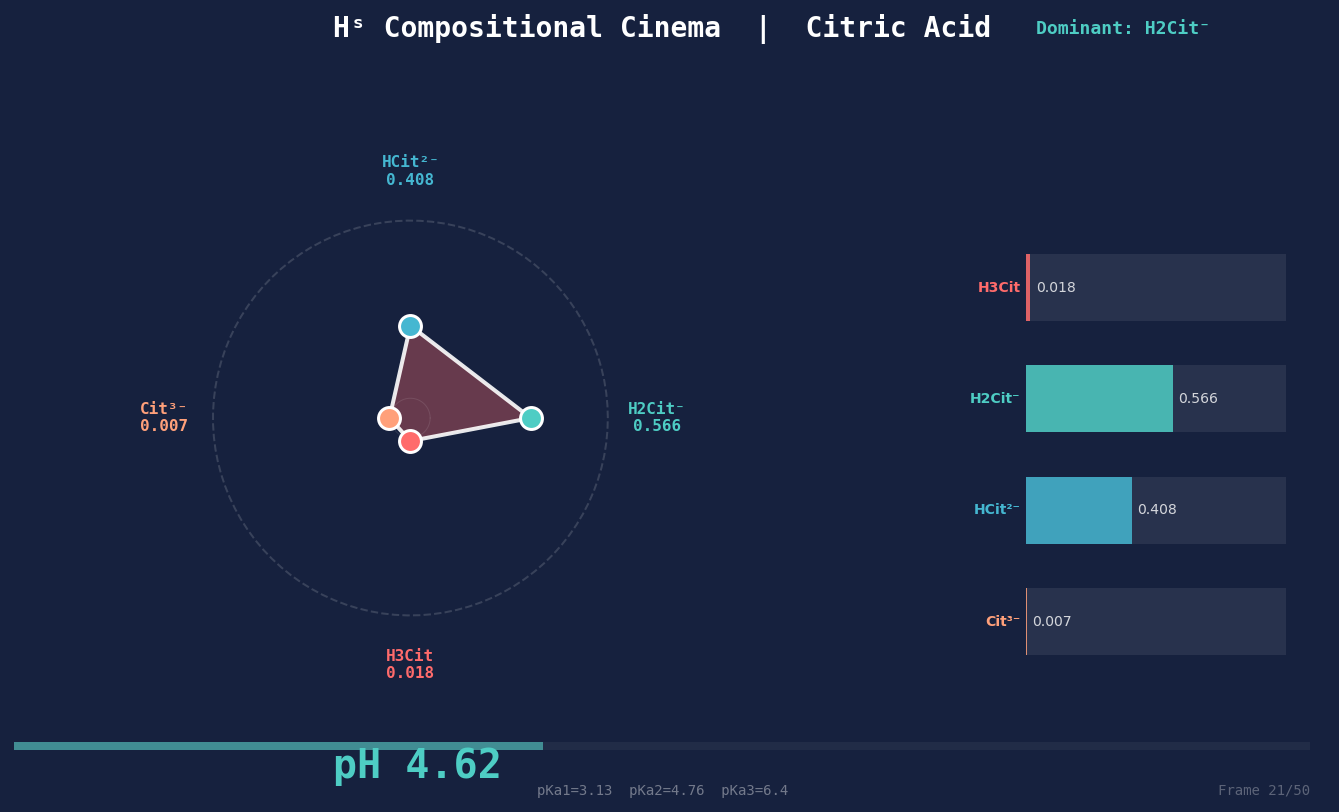 Hˢ Compositional Cinema | Citric Acid
Dominant: H2Cit⁻
HCit²⁻
0.408
Cit³⁻
0.007
H2Cit⁻
0.566
H3Cit
0.018
H3Cit 0.018
H2Cit⁻ 0.566
HCit²⁻ 0.408
Cit³⁻ 0.007
pH 4.62
pKa1=3.13 pKa2=4.76 pKa3=6.4
Frame 21/50